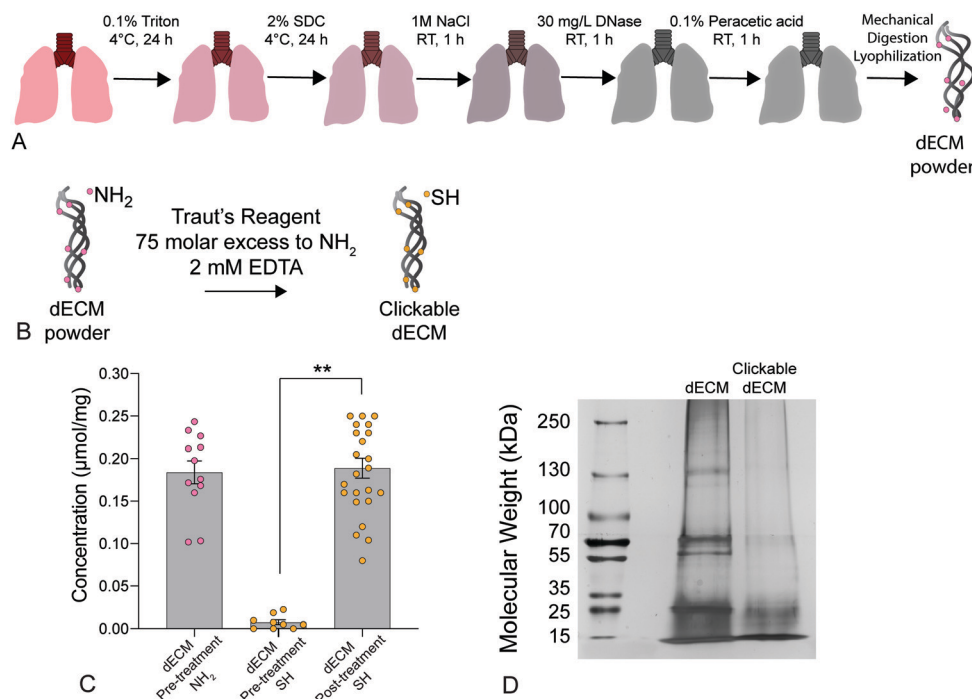 0.1% Triton
4°C, 24 h
2% SDC
4°C, 24 h
1M NaCl
RT, 1 h
30 mg/L DNase
RT, 1 h
0.1% Peracetic acid
RT, 1 h
Mechanical
Digestion
Lyophilization
A
dECM
powder
NH₂
Traut's Reagent
75 molar excess to NH₂
2 mM EDTA
SH
dECM
powder
Clickable
dECM
B
**
Concentration (µmol/mg)
0.30
0.25
0.20
0.15
0.10
0.05
0.00
dECM
Pre-treatment
NH₂
dECM
Pre-treatment
SH
dECM
Post-treatment
SH
C
dECM
Clickable
dECM
Molecular Weight (kDa)
250
130
100
70
55
35
25
15
D